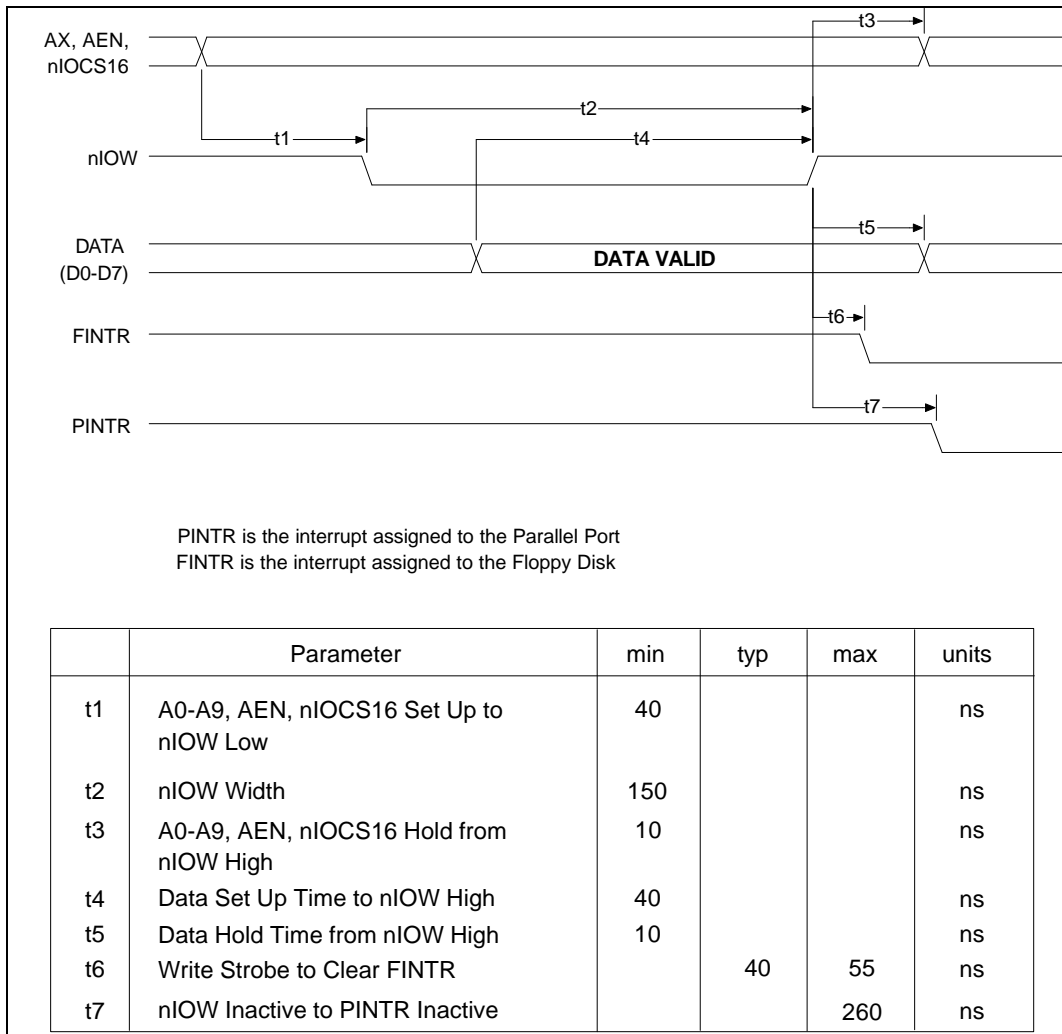 t3
AX, AEN,
nIOCS16
t2
t1
t4
nIOW
t5
DATA
(D0-D7)
DATA VALID
t6
FINTR
t7
PINTR
PINTR is the interrupt assigned to the Parallel Port
FINTR is the interrupt assigned to the Floppy Disk
Parameter min typ max units
t1 A0-A9, AEN, nIOCS16 Set Up to 40 ns
nIOW Low
t2 nIOW Width 150 ns
t3 A0-A9, AEN, nIOCS16 Hold from 10 ns
nIOW High
t4 Data Set Up Time to nIOW High 40 ns
t5 Data Hold Time from nIOW High 10 ns
t6 Write Strobe to Clear FINTR 40 55 ns
t7 nIOW Inactive to PINTR Inactive 260 ns